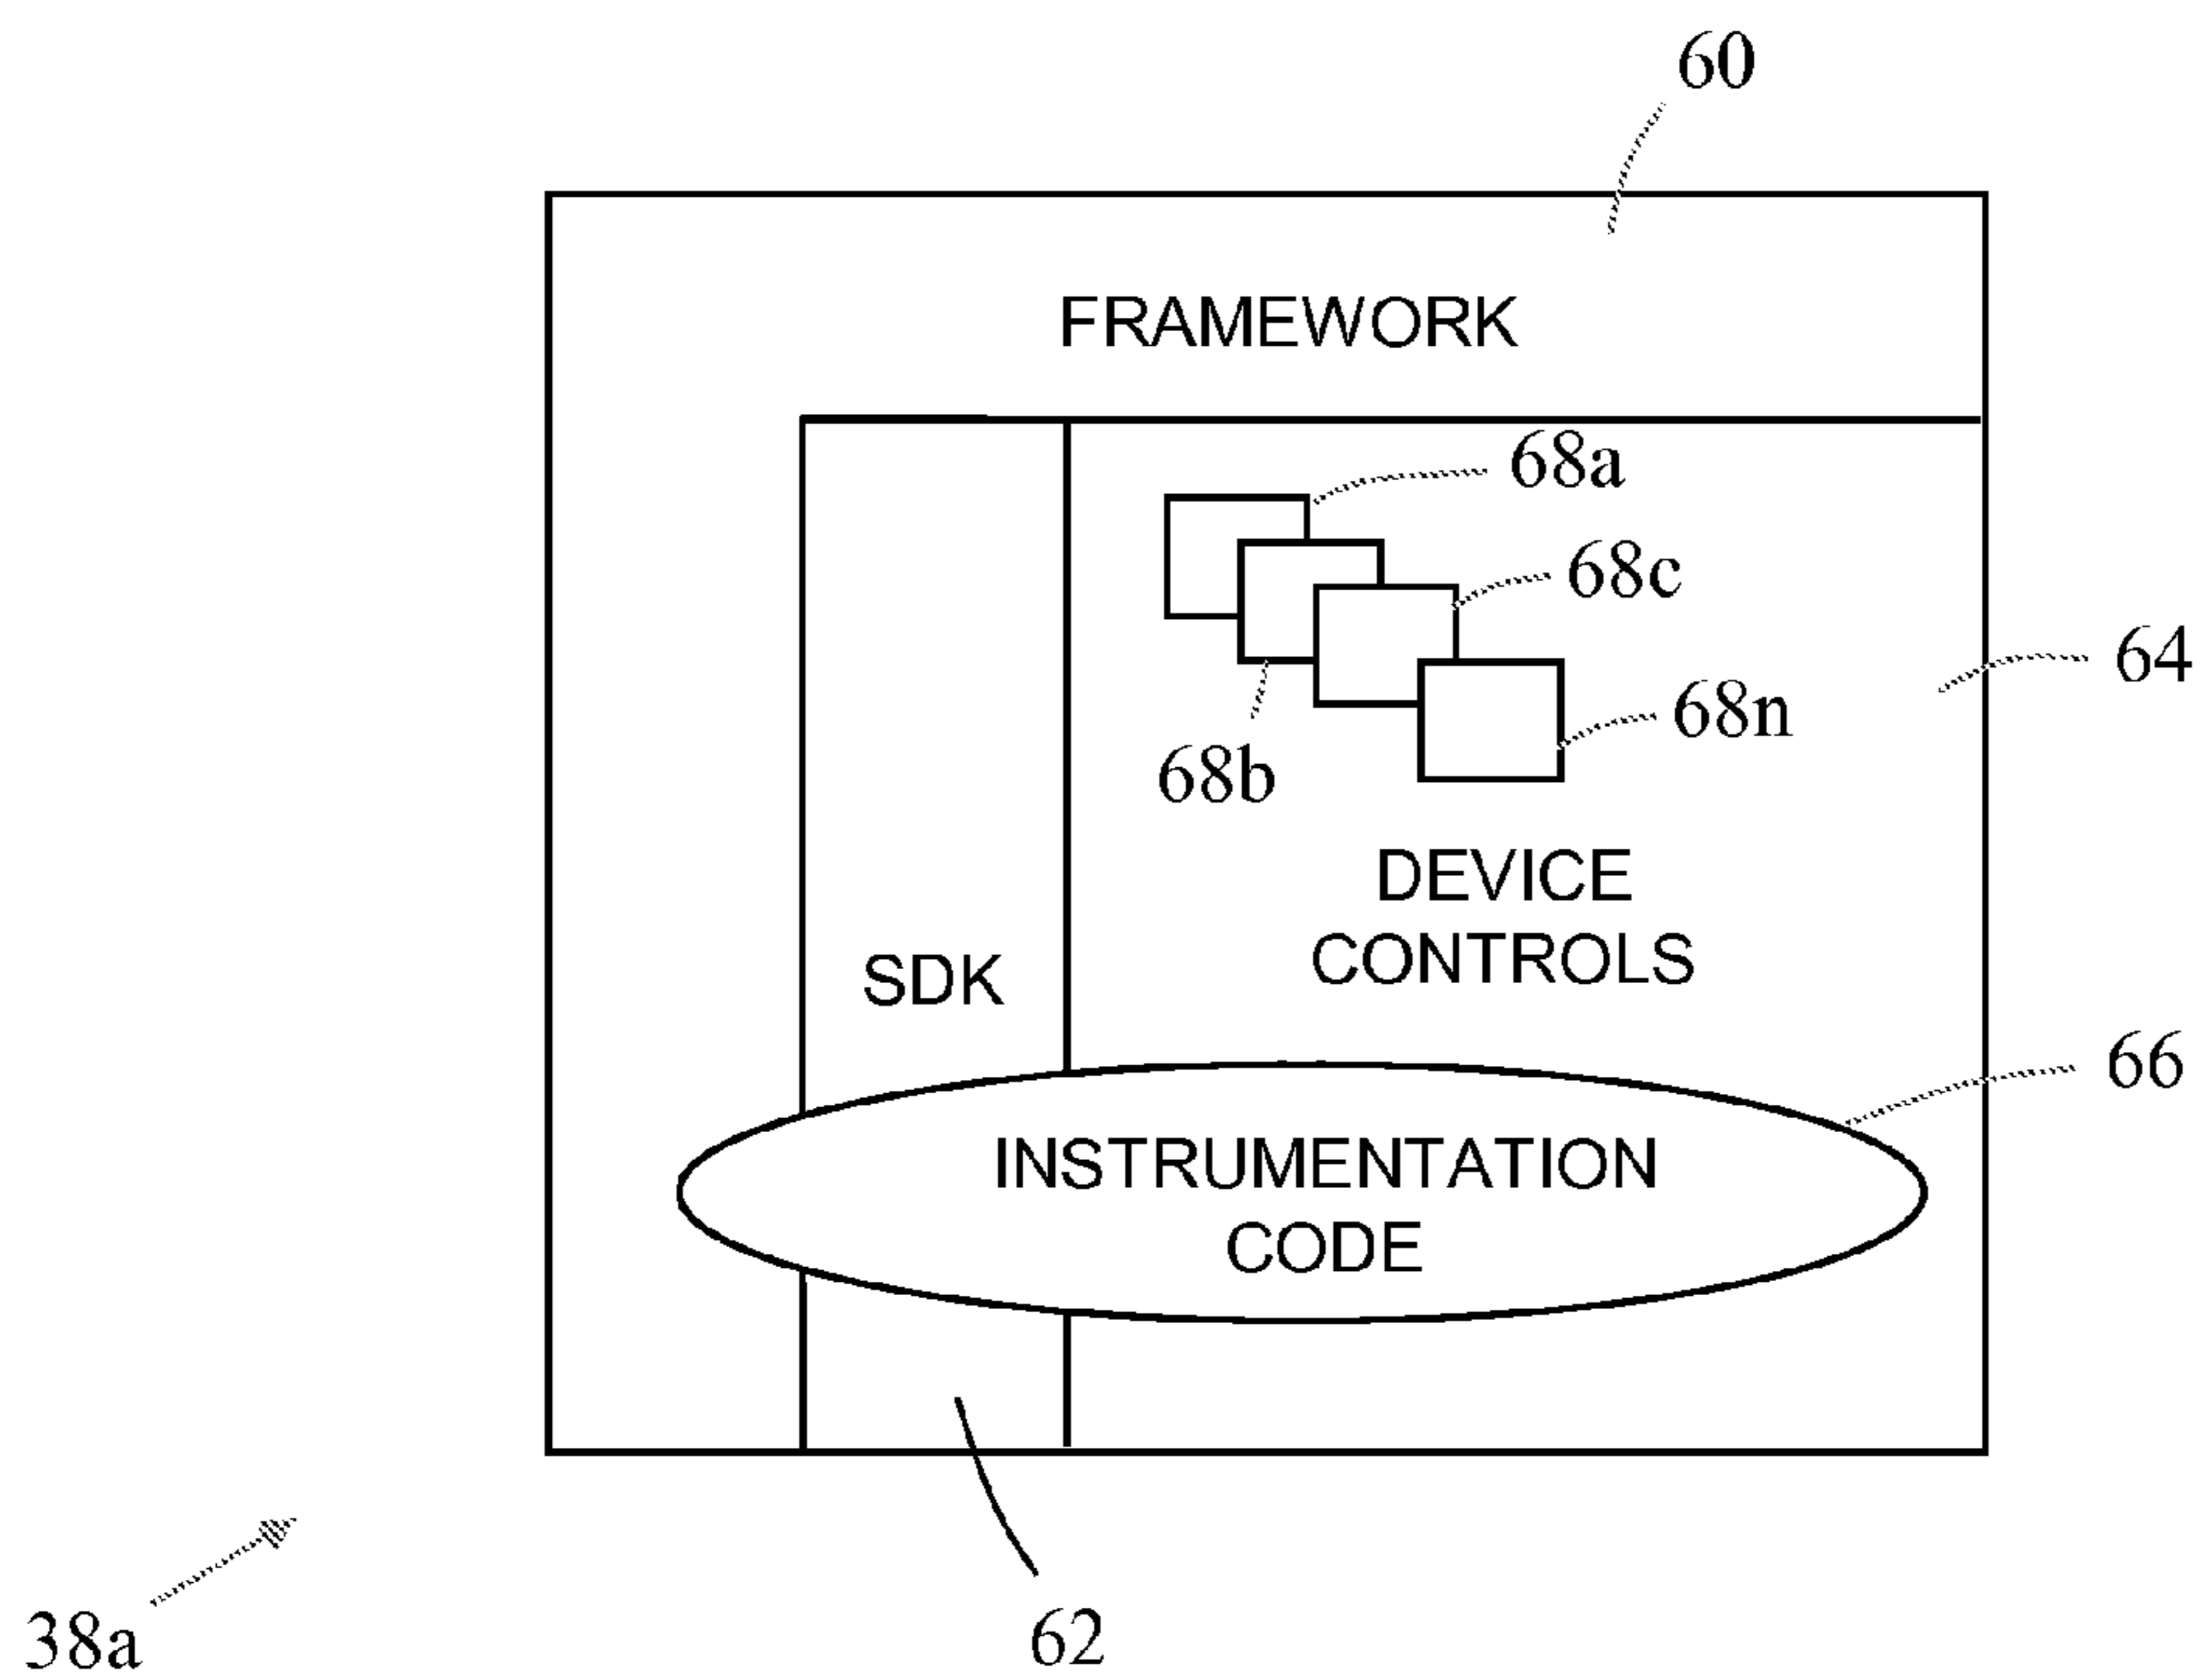 60
FRAMEWORK
68a
68c
64
68n
68b
DEVICE
CONTROLS
SDK
66
INSTRUMENTATION
CODE
62
38a